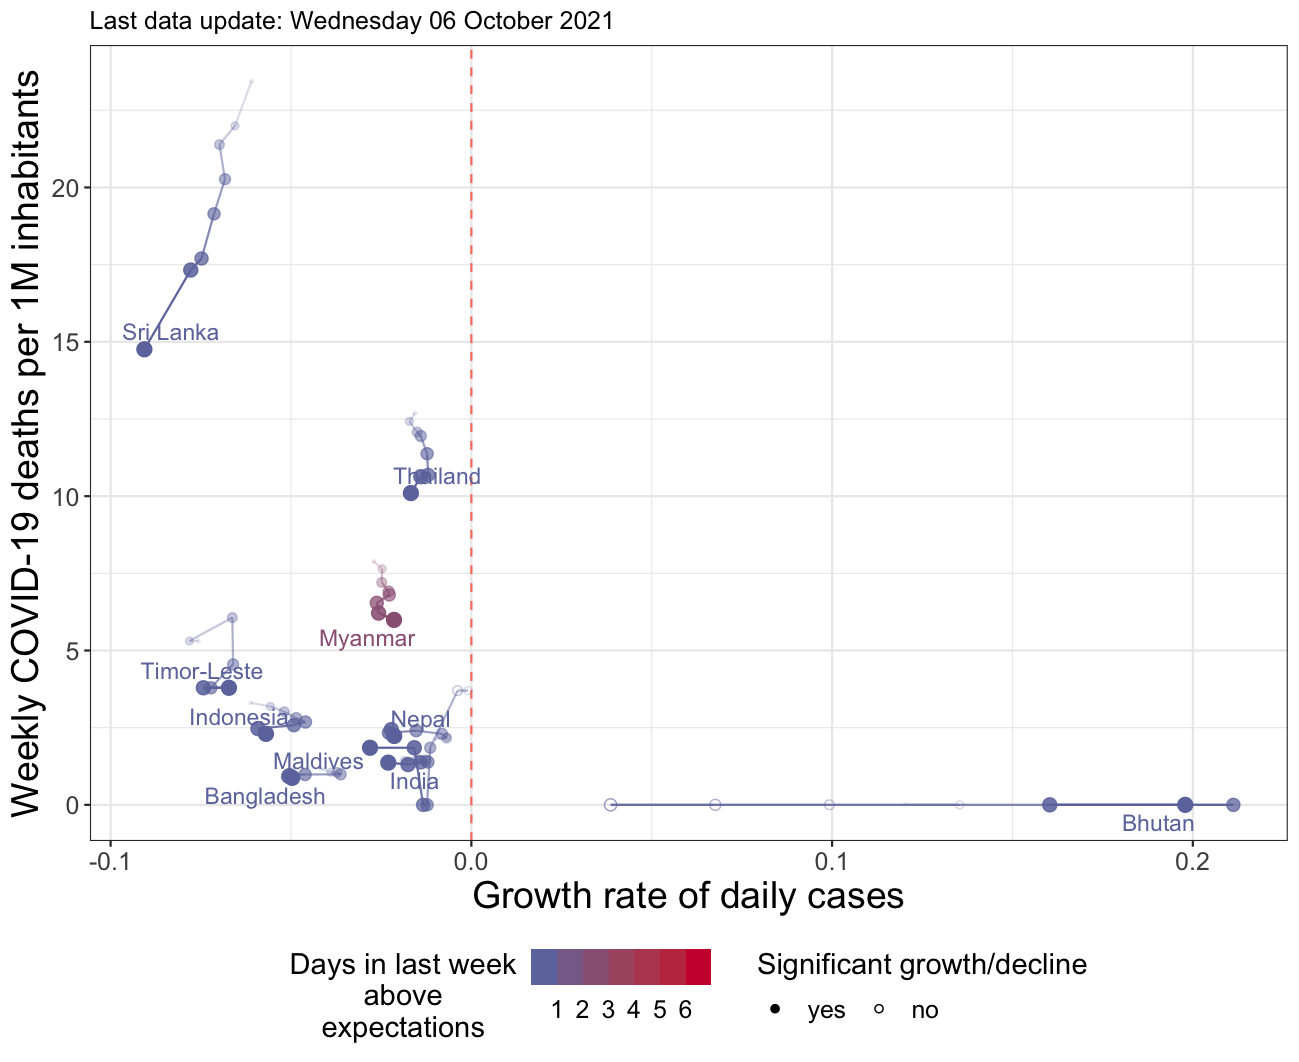 Last data update: Wednesday 06 October 2021
Weekly COVID-19 deaths per 1M inhabitants
20
15
10
5
0
Sri Lanka
Thailand
Myanmar
Timor-Leste
Indonesia
Nepal
Maldives
India
Bangladesh
Bhutan
-0.1
0.0
0.1
0.2
Growth rate of daily cases
Days in last week
above
expectations
1 2 3 4 5 6
Significant growth/decline
yes
no